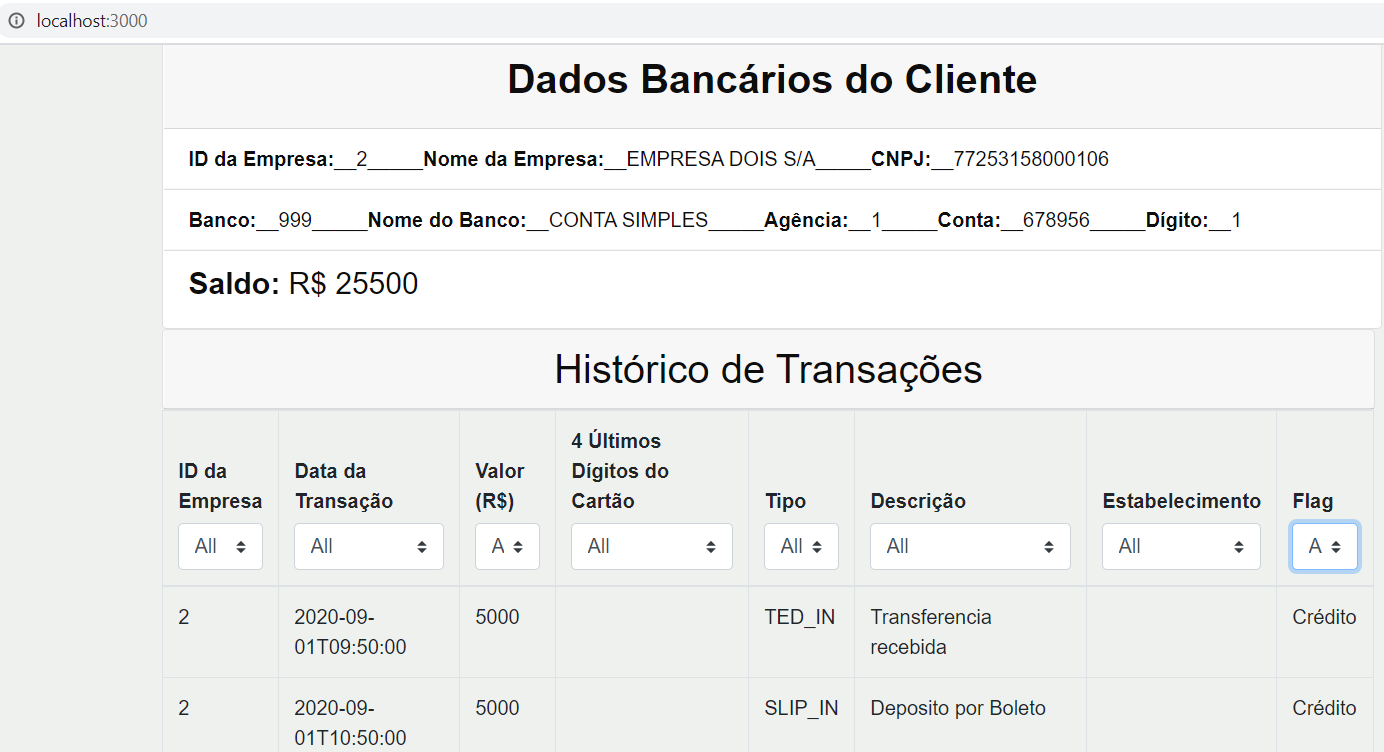 localhost:3000
Dados Bancários do Cliente
ID da Empresa:__2_____Nome da Empresa:__EMPRESA DOIS S/A_____CNPJ:__77253158000106
Banco:__999_____Nome do Banco:__CONTA SIMPLES_____Agência:__1_____Conta:__678956_____Dígito:__1
Saldo: R$ 25500
Histórico de Transações
ID da Empresa Data da Transação Valor (R$) 4 Últimos Dígitos do Cartão Tipo Descrição Estabelecimento Flag
All All A All All All All A
2 2020-09-01T09:50:00 5000 TED_IN Transferencia recebida Crédito
2 2020-09-01T10:50:00 5000 SLIP_IN Deposito por Boleto Crédito